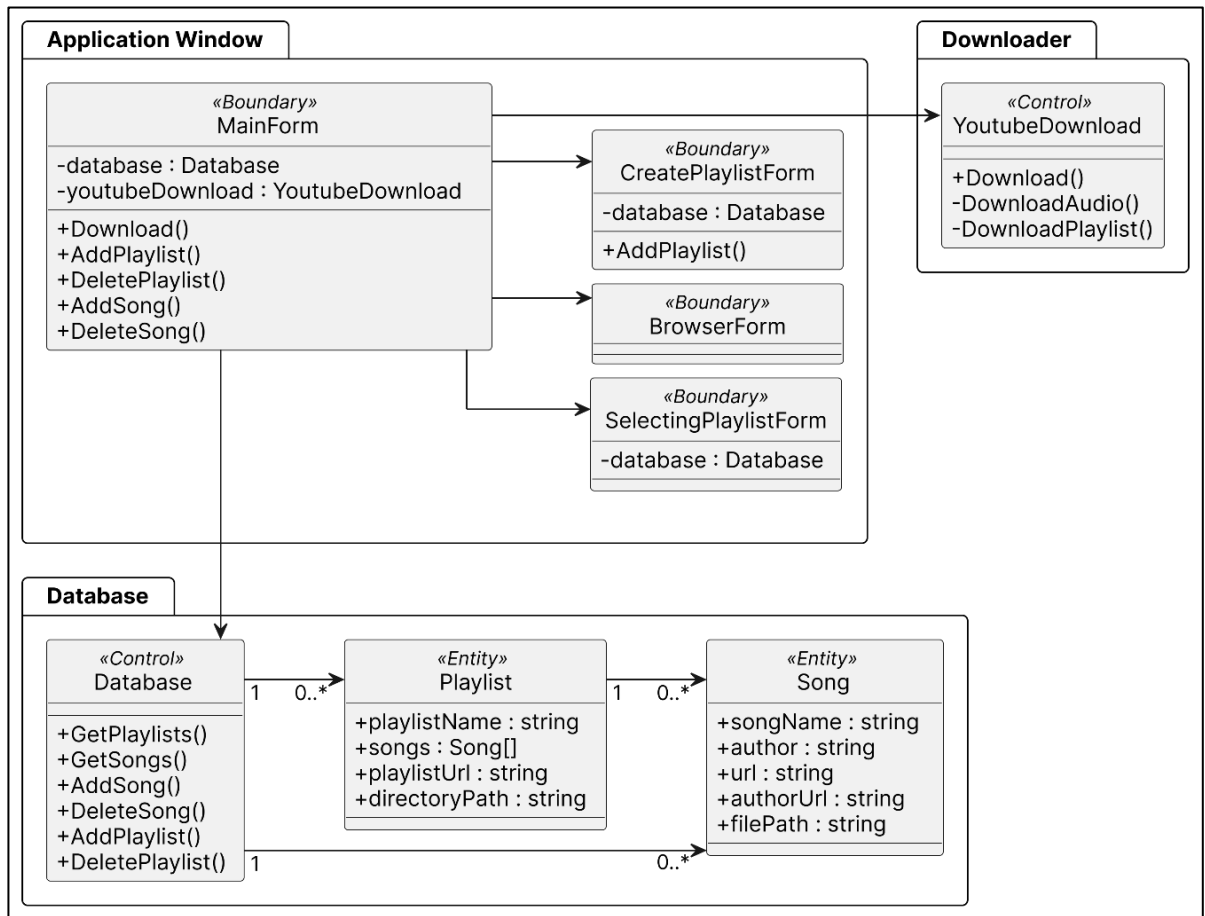 Application Window
«Boundary»
MainForm
-database : Database
-youtubeDownload : YoutubeDownload
+Download()
+AddPlaylist()
+DeletePlaylist()
+AddSong()
+DeleteSong()
«Boundary»
CreatePlaylistForm
-database : Database
+AddPlaylist()
«Boundary»
BrowserForm
«Boundary»
SelectingPlaylistForm
-database : Database
Downloader
«Control»
YoutubeDownload
+Download()
-DownloadAudio()
-DownloadPlaylist()
Database
«Control»
Database
+GetPlaylists()
+GetSongs()
+AddSong()
+DeleteSong()
+AddPlaylist()
+DeletePlaylist()
1
0..*
«Entity»
Playlist
+playlistName : string
+songs : Song[]
+playlistUrl : string
+directoryPath : string
1
0..*
«Entity»
Song
+songName : string
+author : string
+url : string
+authorUrl : string
+filePath : string
1
0..*